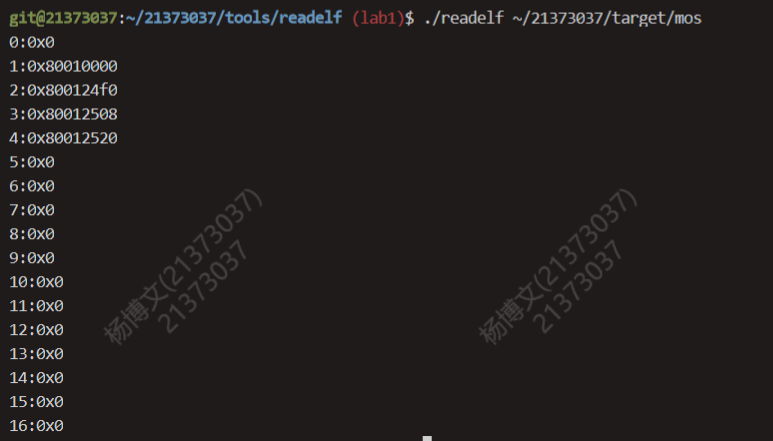 git@21373037:~/21373037/tools/readelf (lab1)$ ./readelf ~/21373037/target/mos
0:0x0
1:0x80010000
2:0x800124f0
3:0x80012508
4:0x80012520
5:0x0
6:0x0
7:0x0
8:0x0
9:0x0
10:0x0
11:0x0
12:0x0
13:0x0
14:0x0
15:0x0
16:0x0
杨博文(21373037)
21373037
杨博文(21373037)
21373037